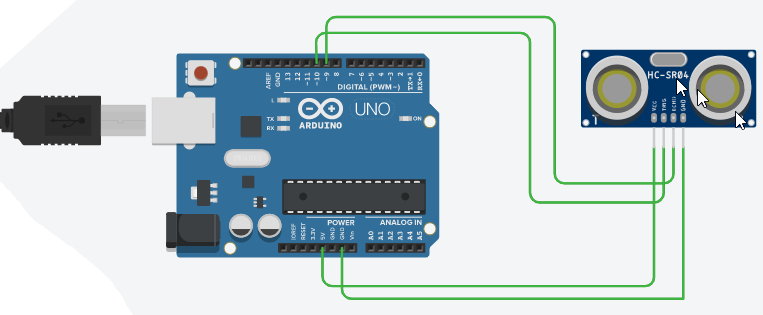 AREF
GND
13
12
~11
~10
~9
8
7
~6
~5
4
~3
2
TX→1
RX←0
DIGITAL (PWM~)
L
TX
RX
ARDUINO
UNO
ON
HC-SR04
VCC
TRIG
ECHO
GND
T
POWER
ANALOG IN
IOREF
RESET
3.3V
5V
GND
GND
Vin
A0
A1
A2
A3
A4
A5